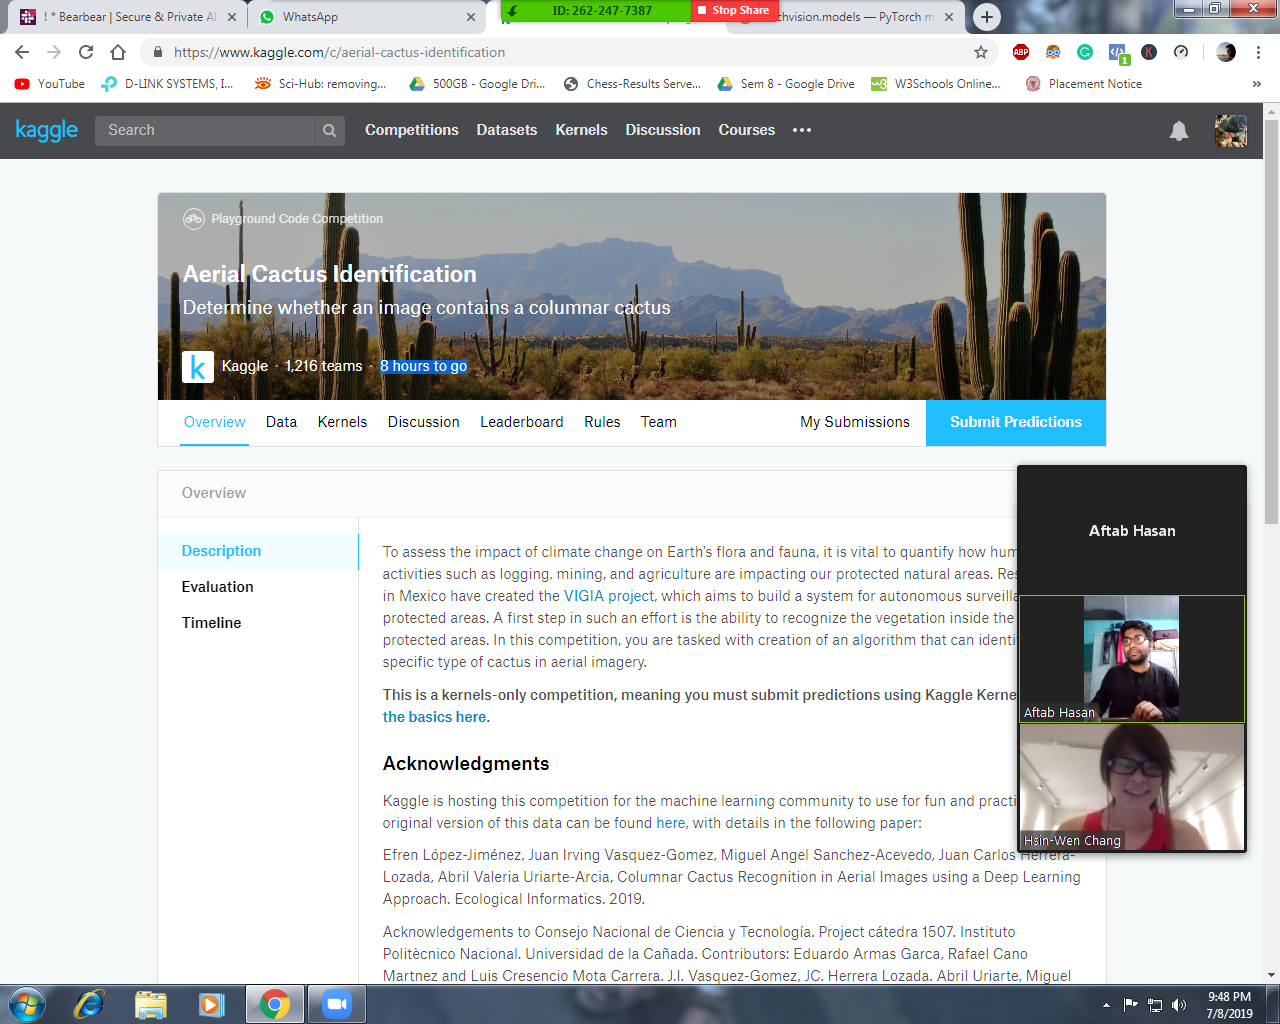 ! * Bearbear | Secure & Private AI
WhatsApp
ID: 262-247-7387
Stop Share
chvision.models — PyTorch m
https://www.kaggle.com/c/aerial-cactus-identification
ABP
1
K
YouTube
D-LINK SYSTEMS, I...
Sci-Hub: removing...
500GB - Google Dri...
Chess-Results Serve...
Sem 8 - Google Drive
W3Schools Online...
Placement Notice
»
kaggle
Search
Competitions
Datasets
Kernels
Discussion
Courses
•••
Playground Code Competition
Aerial Cactus Identification
Determine whether an image contains a columnar cactus
k
Kaggle · 1,216 teams · 8 hours to go
Overview
Data
Kernels
Discussion
Leaderboard
Rules
Team
My Submissions
Submit Predictions
Overview
Description
Evaluation
Timeline
To assess the impact of climate change on Earth's flora and fauna, it is vital to quantify how hum
activities such as logging, mining, and agriculture are impacting our protected natural areas. Res
in Mexico have created the VIGIA project, which aims to build a system for autonomous surveilla
protected areas. A first step in such an effort is the ability to recognize the vegetation inside the
protected areas. In this competition, you are tasked with creation of an algorithm that can identi
specific type of cactus in aerial imagery.
This is a kernels-only competition, meaning you must submit predictions using Kaggle Kerne
the basics here.
Acknowledgments
Kaggle is hosting this competition for the machine learning community to use for fun and practi
original version of this data can be found here, with details in the following paper:
Efren López-Jiménez, Juan Irving Vasquez-Gomez, Miguel Angel Sanchez-Acevedo, Juan Carlos Herrera-
Lozada, Abril Valeria Uriarte-Arcia, Columnar Cactus Recognition in Aerial Images using a Deep Learning
Approach. Ecological Informatics. 2019.
Acknowledgements to Consejo Nacional de Ciencia y Tecnología. Project cátedra 1507. Instituto
Politècnico Nacional. Universidad de la Cañada. Contributors: Eduardo Armas Garca, Rafael Cano
Martnez and Luis Cresencio Mota Carrera. J.I. Vasquez-Gomez, JC. Herrera Lozada. Abril Uriarte, Miguel
Aftab Hasan
Aftab Hasan
Hsin-Wen Chang
9:48 PM
7/8/2019